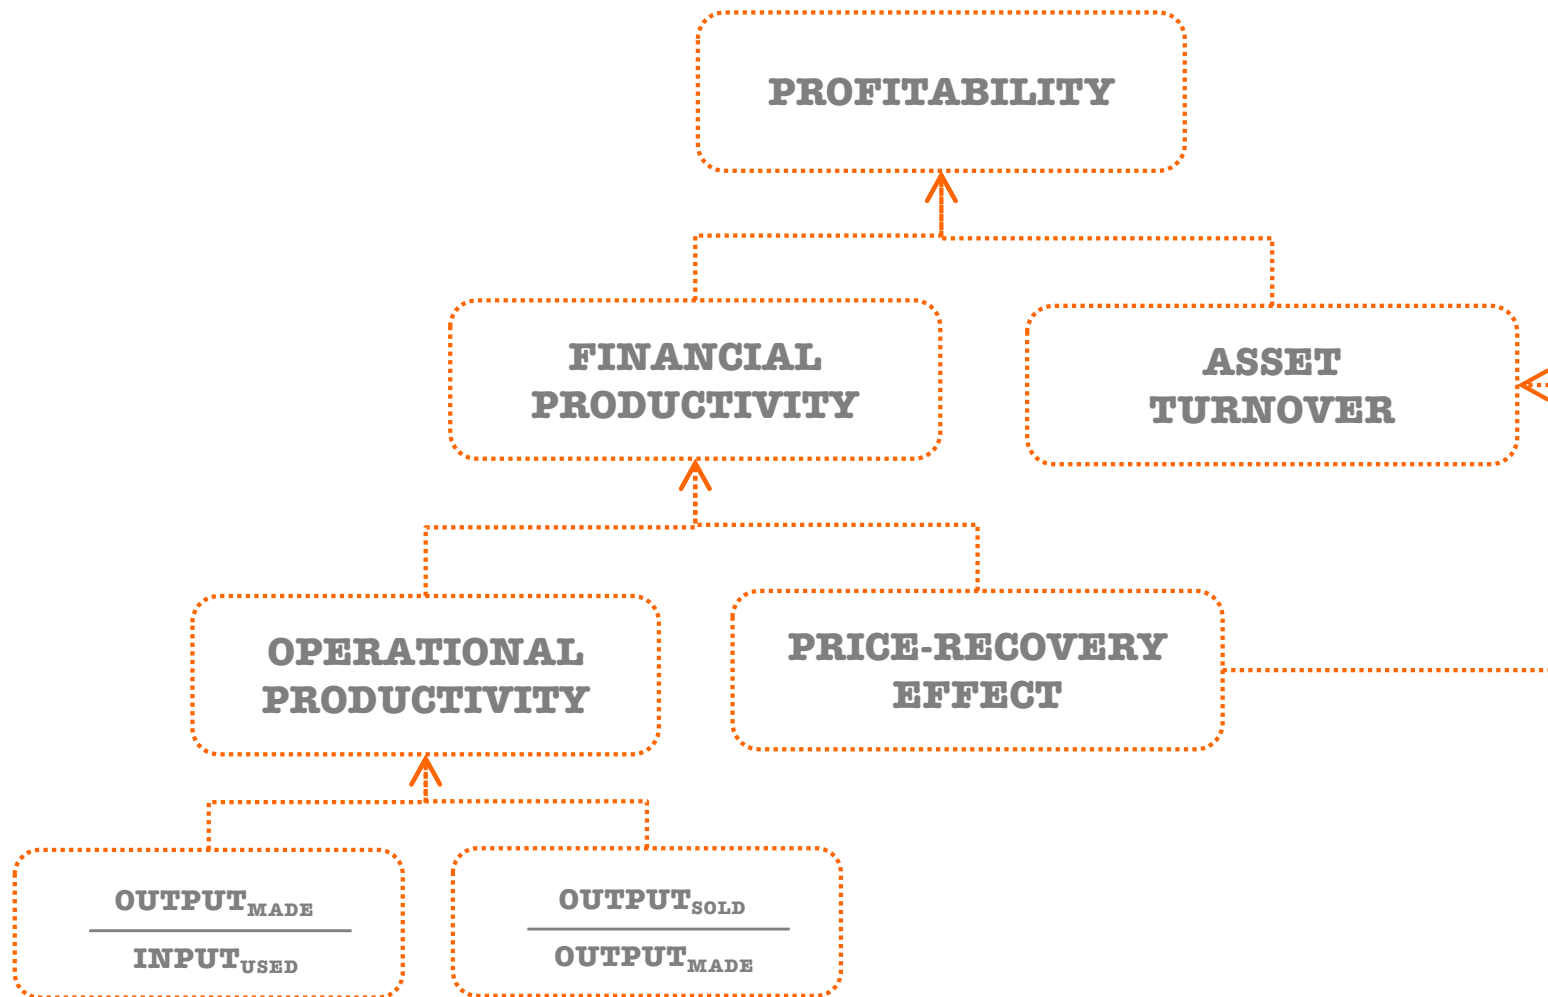 PROFITABILITY
FINANCIAL
PRODUCTIVITY
ASSET
TURNOVER
OPERATIONAL
PRODUCTIVITY
PRICE-RECOVERY
EFFECT
OUTPUTMADE
INPUTUSED
OUTPUTSOLD
OUTPUTMADE